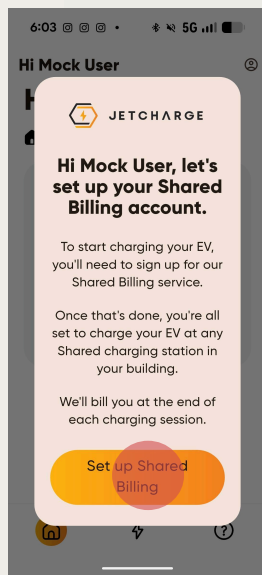 6:03 • 5G
Hi Mock User
JETCHARGE
Hi Mock User, let's
set up your Shared
Billing account.
To start charging your EV,
you'll need to sign up for our
Shared Billing service.
Once that's done, you're all
set to charge your EV at any
Shared charging station in
your building.
We'll bill you at the end of
each charging session.
Set up Shared
Billing